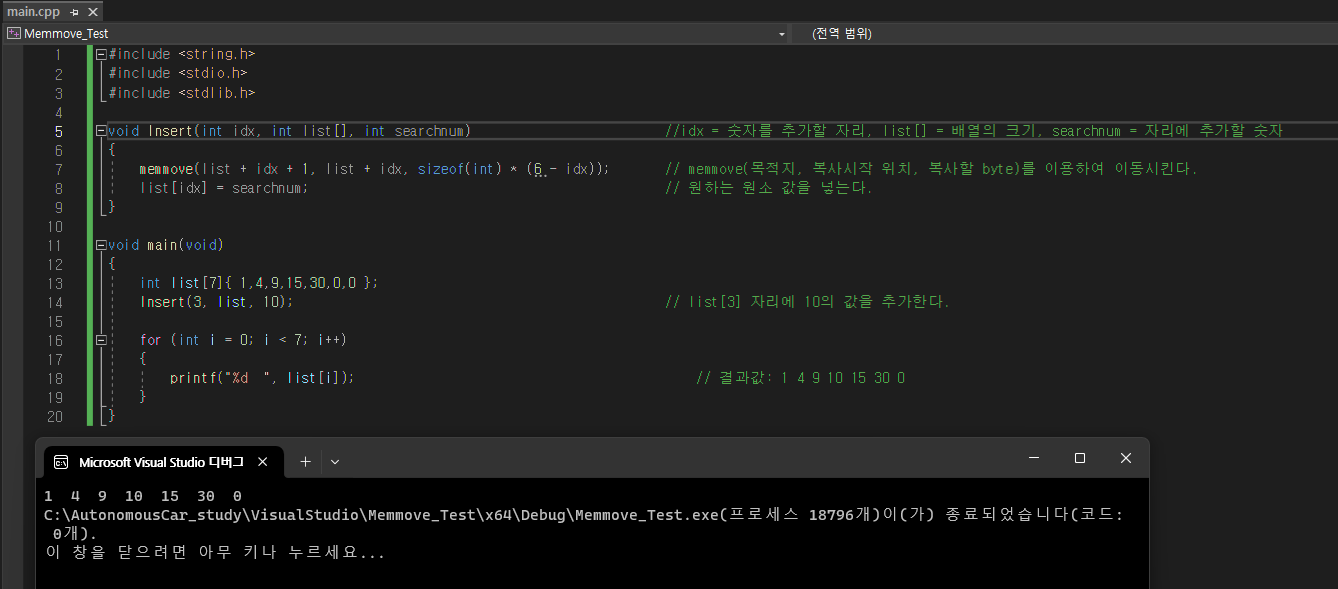 main.cpp
Memmove_Test (전역 범위)
1 #include <string.h>
2 #include <stdio.h>
3 #include <stdlib.h>
4
5 void Insert(int idx, int list[], int searchnum) //idx = 숫자를 추가할 자리, list[] = 배열의 크기, searchnum = 자리에 추가할 숫자
6 {
7 memmove(list + idx + 1, list + idx, sizeof(int) * (6 - idx)); // memmove(목적지, 복사시작 위치, 복사할 byte)를 이용하여 이동시킨다.
8 list[idx] = searchnum; // 원하는 원소 값을 넣는다.
9 }
10
11 void main(void)
12 {
13 int list[7]{ 1,4,9,15,30,0,0 };
14 Insert(3, list, 10); // list[3] 자리에 10의 값을 추가한다.
15
16 for (int i = 0; i < 7; i++)
17 {
18 printf("%d  ", list[i]); // 결과값: 1 4 9 10 15 30 0
19 }
20 }
Microsoft Visual Studio 디버그
1  4  9  10  15  30  0
C:\AutonomousCar_study\VisualStudio\Memmove_Test\x64\Debug\Memmove_Test.exe(프로세스 18796개)이(가) 종료되었습니다(코드:
0개).
이 창을 닫으려면 아무 키나 누르세요...